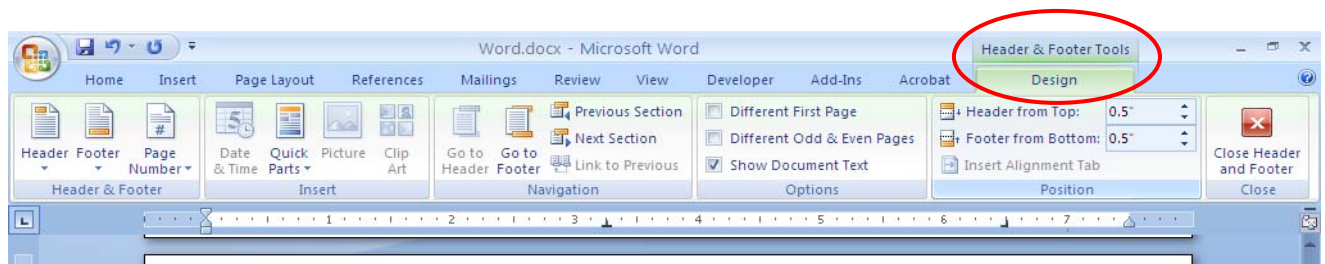 Word.docx - Microsoft Word
Header & Footer Tools
Home Insert Page Layout References Mailings Review View Developer Add-Ins Acrobat Design
Header
Footer
Page
Number
Header & Footer
Date
& Time
Quick
Parts
Picture
Clip
Art
Insert
Go to
Header
Go to
Footer
Previous Section
Next Section
Link to Previous
Navigation
Different First Page
Different Odd & Even Pages
Show Document Text
Options
Header from Top: 0.5"
Footer from Bottom: 0.5"
Insert Alignment Tab
Position
Close Header
and Footer
Close
1 2 3 4 5 6 7